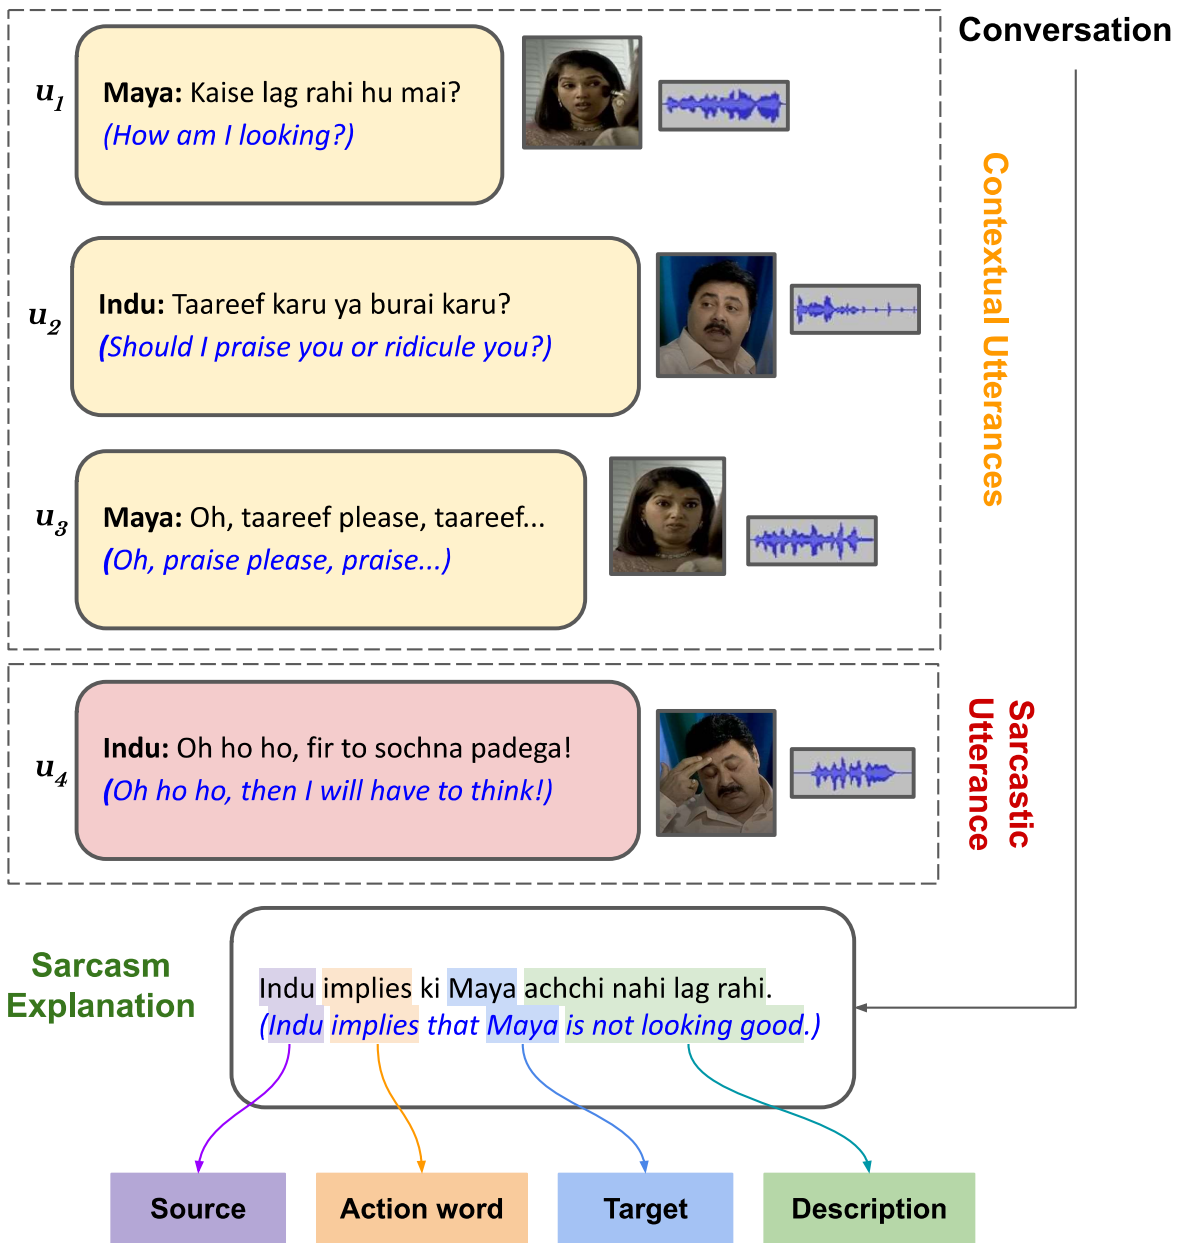 Conversation
u1
Maya: Kaise lag rahi hu mai?
(How am I looking?)
Contextual Utterances
u2
Indu: Taareef karu ya burai karu?
(Should I praise you or ridicule you?)
u3
Maya: Oh, taareef please, taareef...
(Oh, praise please, praise...)
u4
Indu: Oh ho ho, fir to sochna padega!
(Oh ho ho, then I will have to think!)
Sarcastic
Utterance
Sarcasm
Explanation
Indu implies ki Maya achchi nahi lag rahi.
(Indu implies that Maya is not looking good.)
Source
Action word
Target
Description